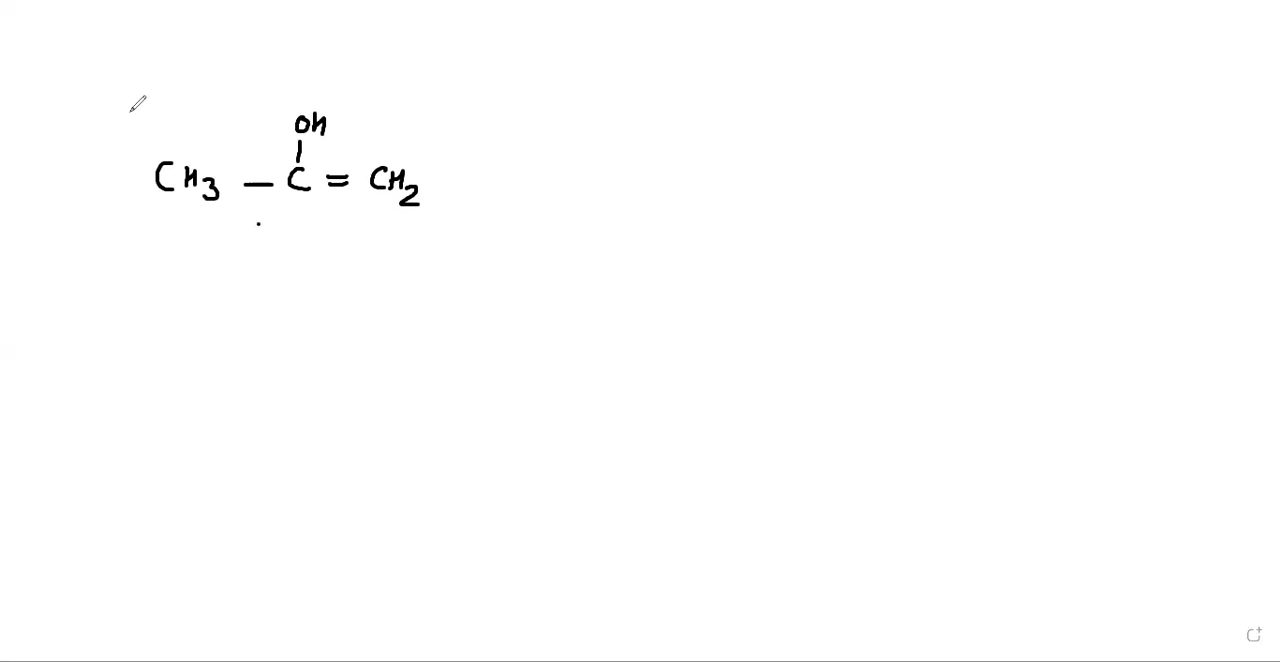 OH
CH3 — C = CH2